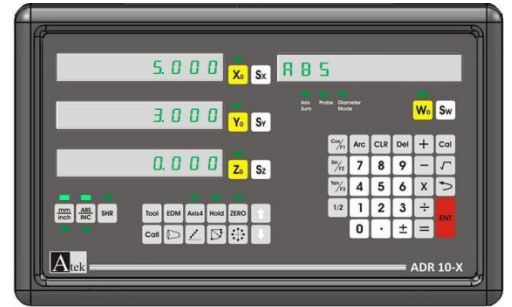 5.000 X₀ Sx ABS
3.000 Y₀ Sy Axis Sum Probe Diameter Mode W₀ Sw
0.000 Z₀ Sz
Cos/F1 Arc CLR Del + Cal
Sin/F2 7 8 9 -
Tan/F3 4 5 6 X
1/2 1 2 3 ÷ ENT
0 . ± =
mm inch ABS INC SHR Tool EDM Axis4 Hold ZERO
Call
Atek ADR 10-X